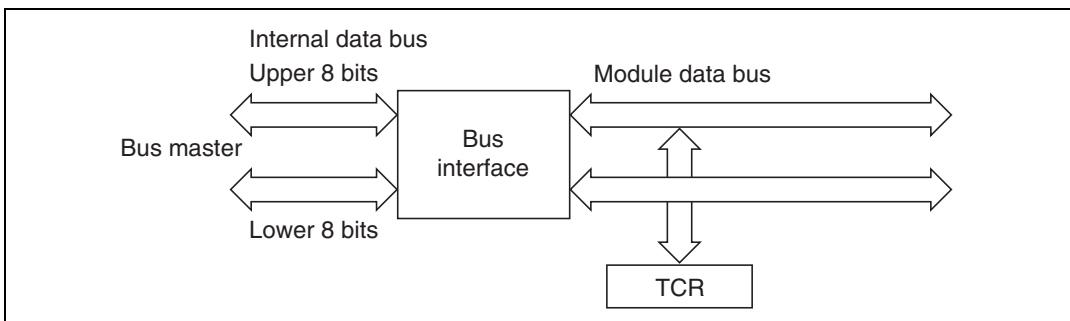 Internal data bus
Upper 8 bits
Module data bus
Bus master
Bus
interface
Lower 8 bits
TCR